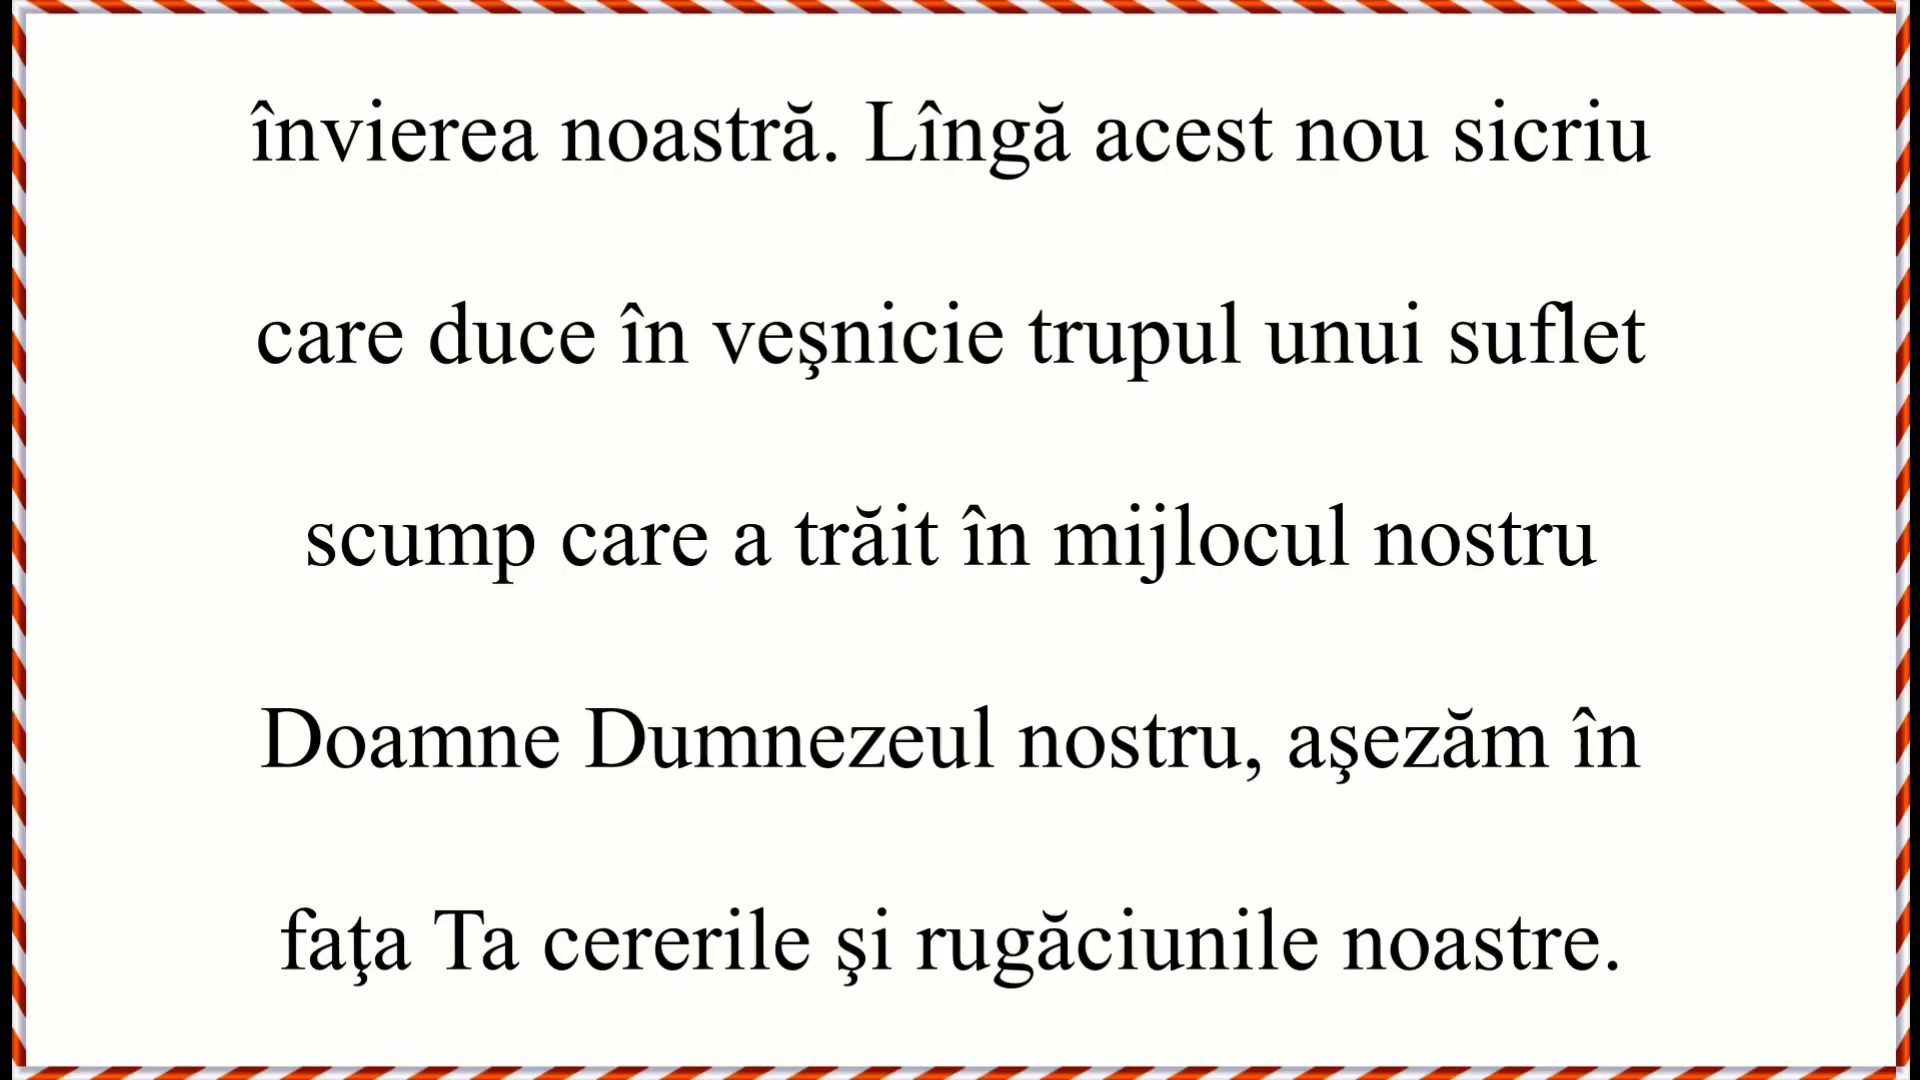 învierea noastră. Lîngă acest nou sicriu
care duce în veşnicie trupul unui suflet
scump care a trăit în mijlocul nostru
Doamne Dumnezeul nostru, aşezăm în
faţa Ta cererile şi rugăciunile noastre.